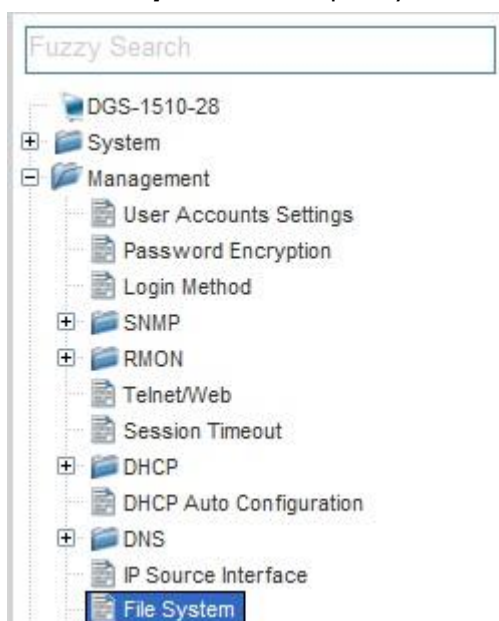 Fuzzy Search
DGS-1510-28
System
Management
User Accounts Settings
Password Encryption
Login Method
SNMP
RMON
Telnet/Web
Session Timeout
DHCP
DHCP Auto Configuration
DNS
IP Source Interface
File System